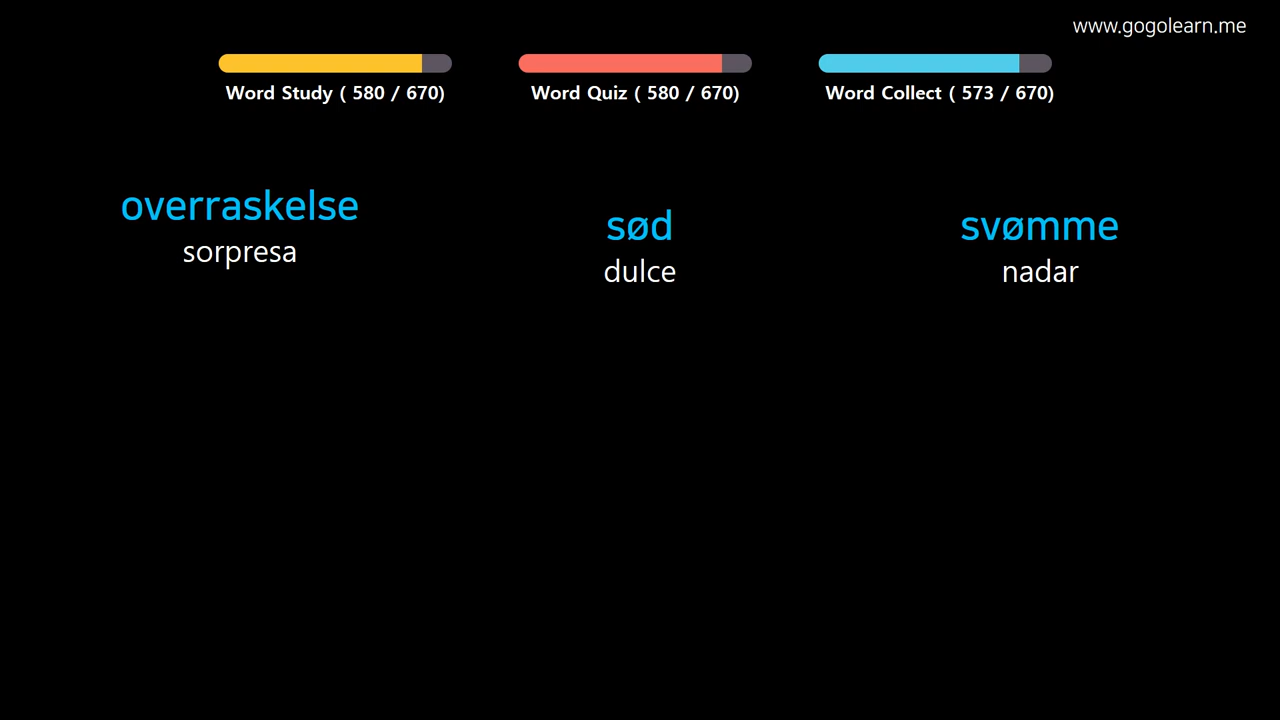 www.gogolearn.me
Word Study ( 580 / 670)
Word Quiz ( 580 / 670)
Word Collect ( 573 / 670)
overraskelse
sorpresa
sød
dulce
svømme
nadar